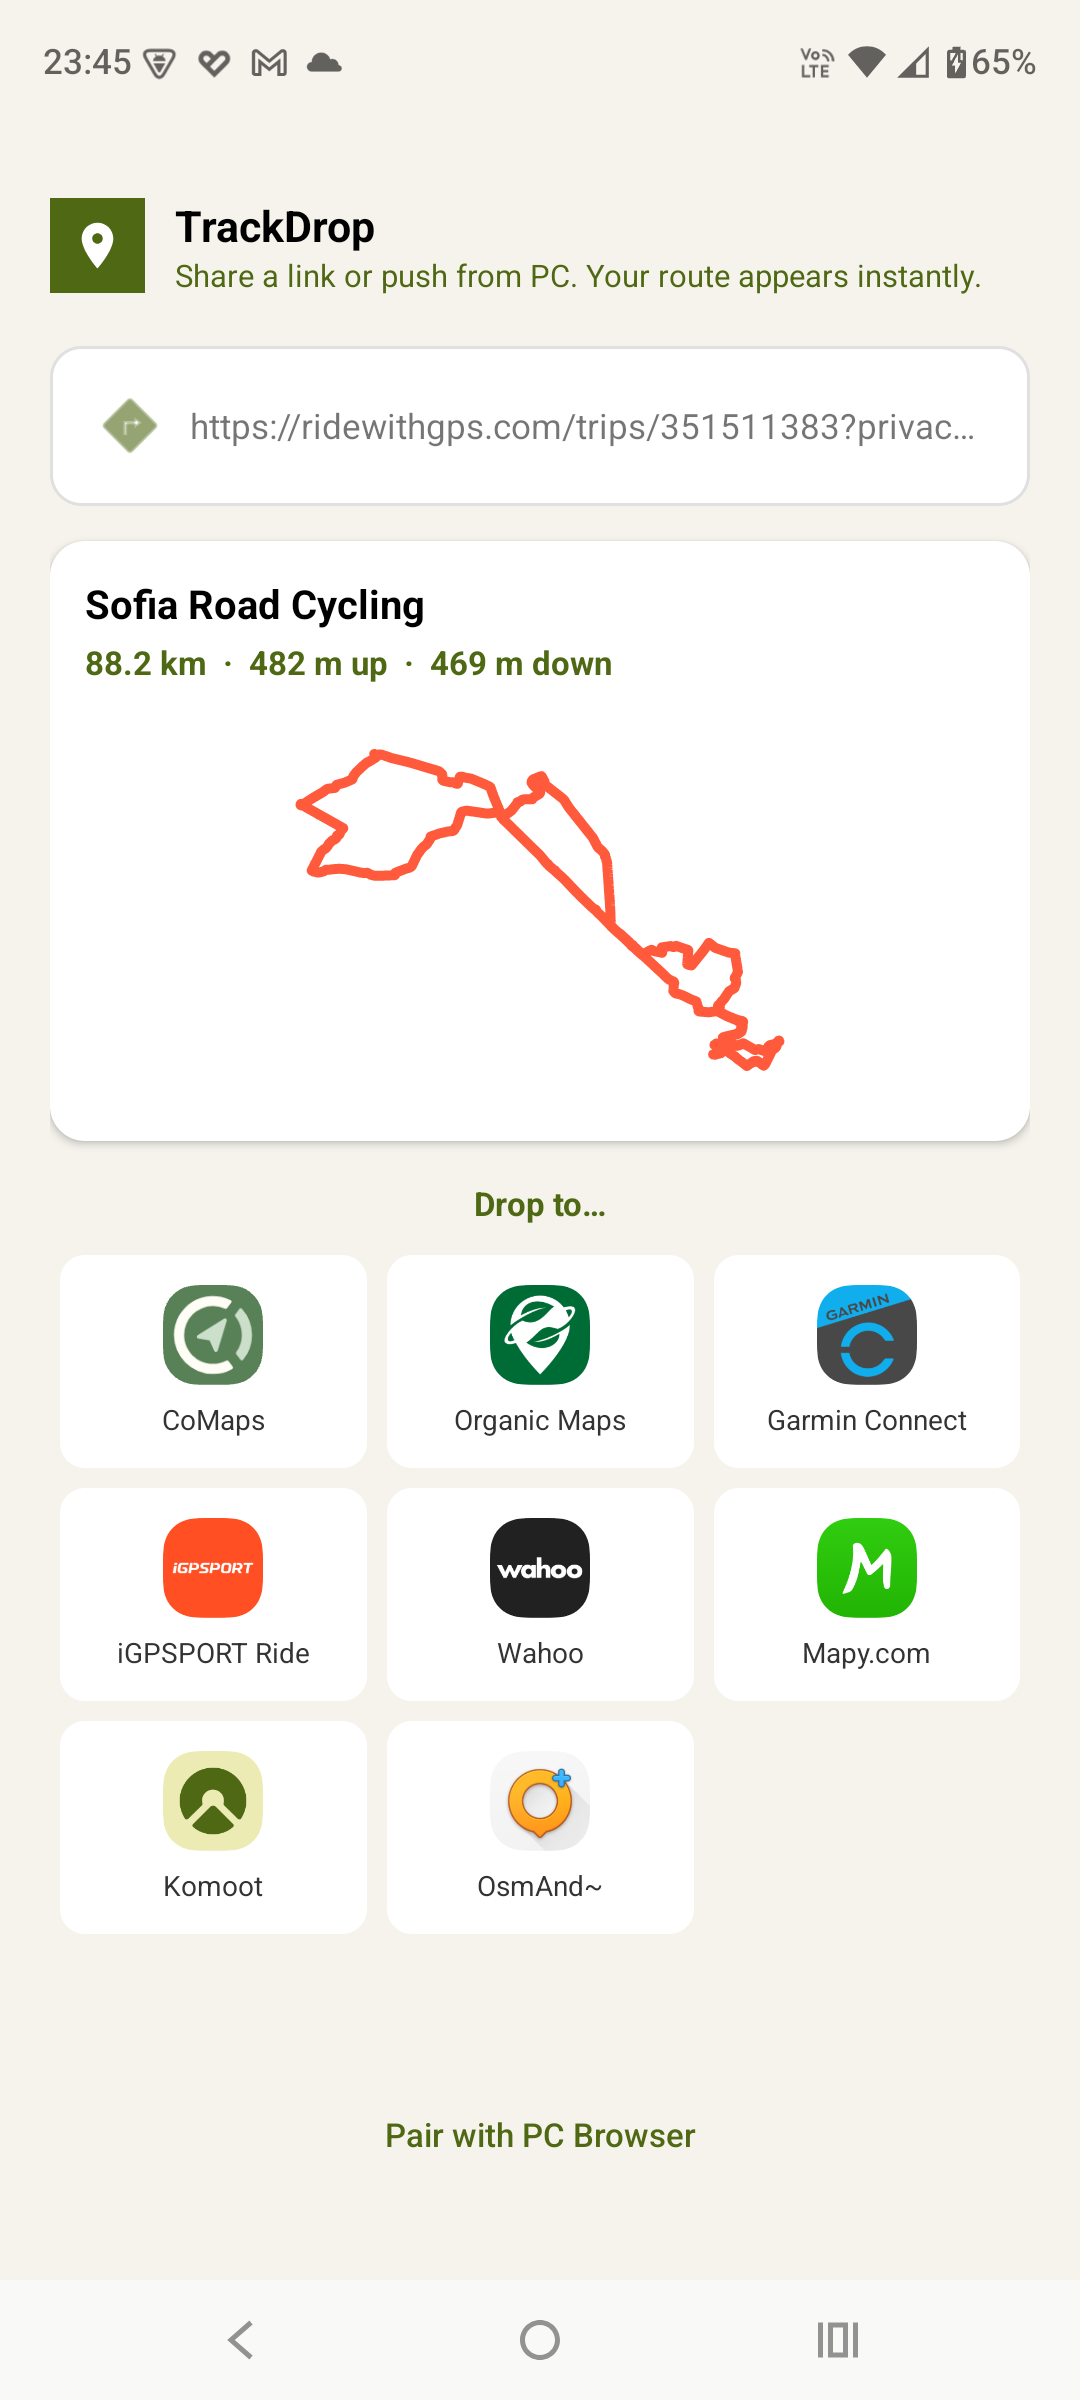 23:45
Vo LTE
65%
TrackDrop
Share a link or push from PC. Your route appears instantly.
https://ridewithgps.com/trips/351511383?privac…
Sofia Road Cycling
88.2 km · 482 m up · 469 m down
Drop to…
GARMIN
CoMaps
Organic Maps
Garmin Connect
iGPSPORT
wahoo
iGPSPORT Ride
Wahoo
Mapy.com
Komoot
OsmAnd~
Pair with PC Browser